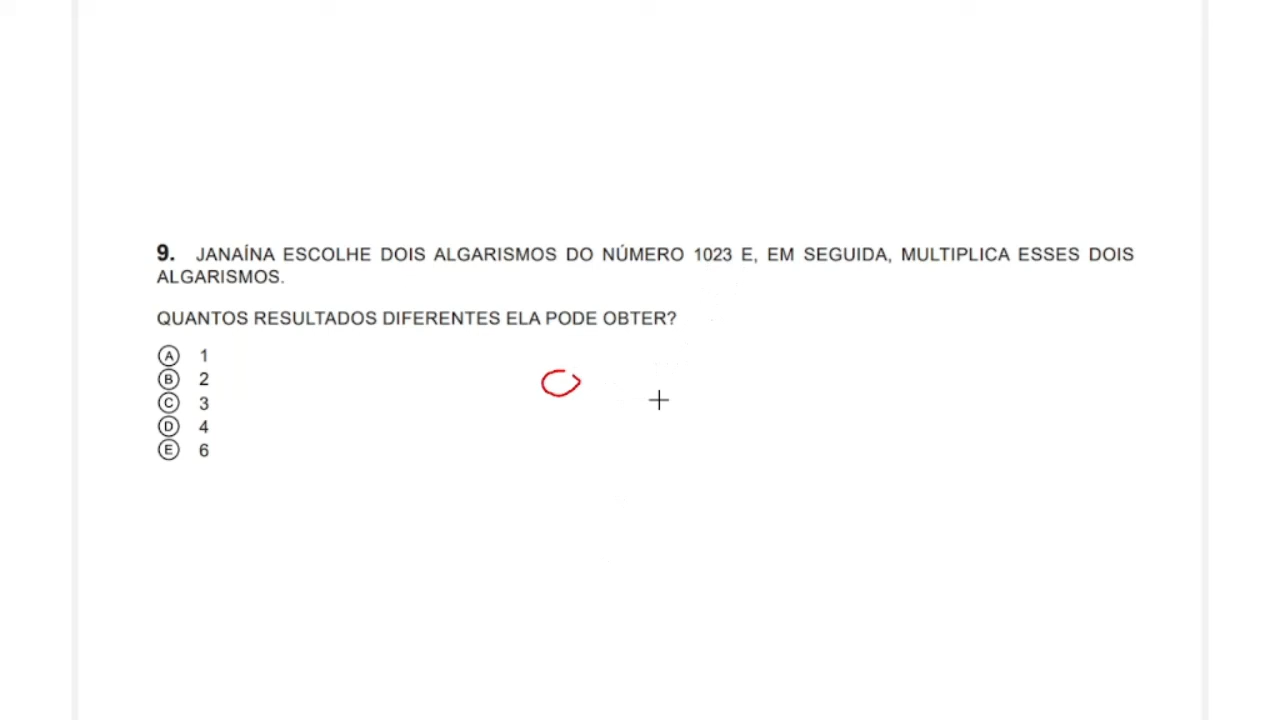 9. JANAÍNA ESCOLHE DOIS ALGARISMOS DO NÚMERO 1023 E, EM SEGUIDA, MULTIPLICA ESSES DOIS
ALGARISMOS.
QUANTOS RESULTADOS DIFERENTES ELA PODE OBTER?
A 1
B 2
C 3
D 4
E 6